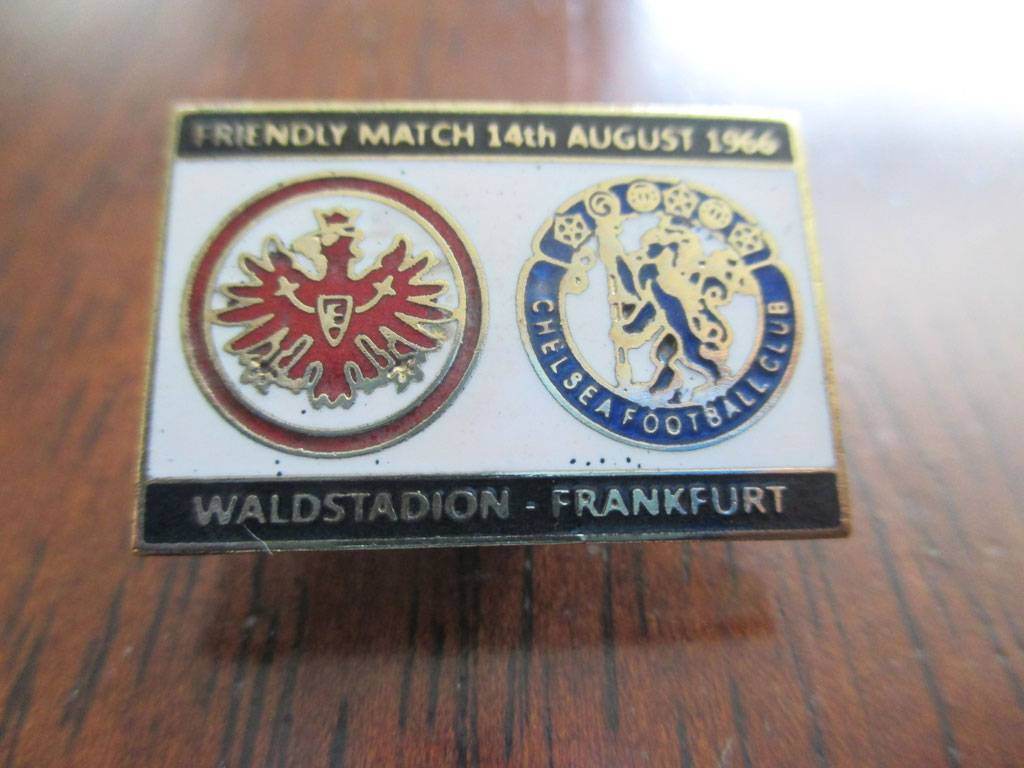 FRIENDLY MATCH 14th AUGUST 1966
CHELSEA FOOTBALL CLUB
WALDSTADION - FRANKFURT